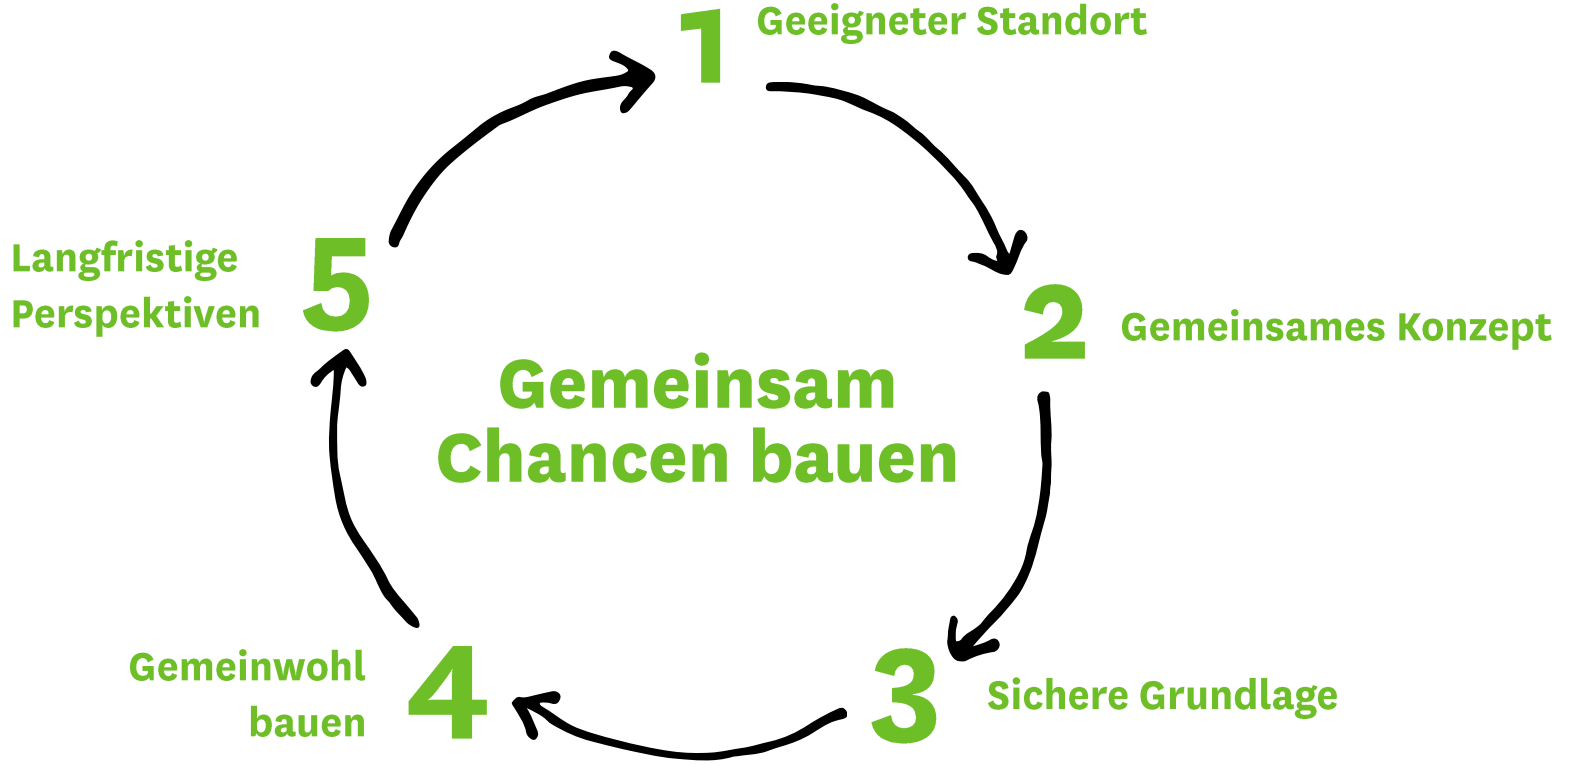 1
Geeigneter Standort
2
Gemeinsames Konzept
3
Sichere Grundlage
4
Gemeinwohl
bauen
5
Langfristige
Perspektiven
Gemeinsam
Chancen bauen